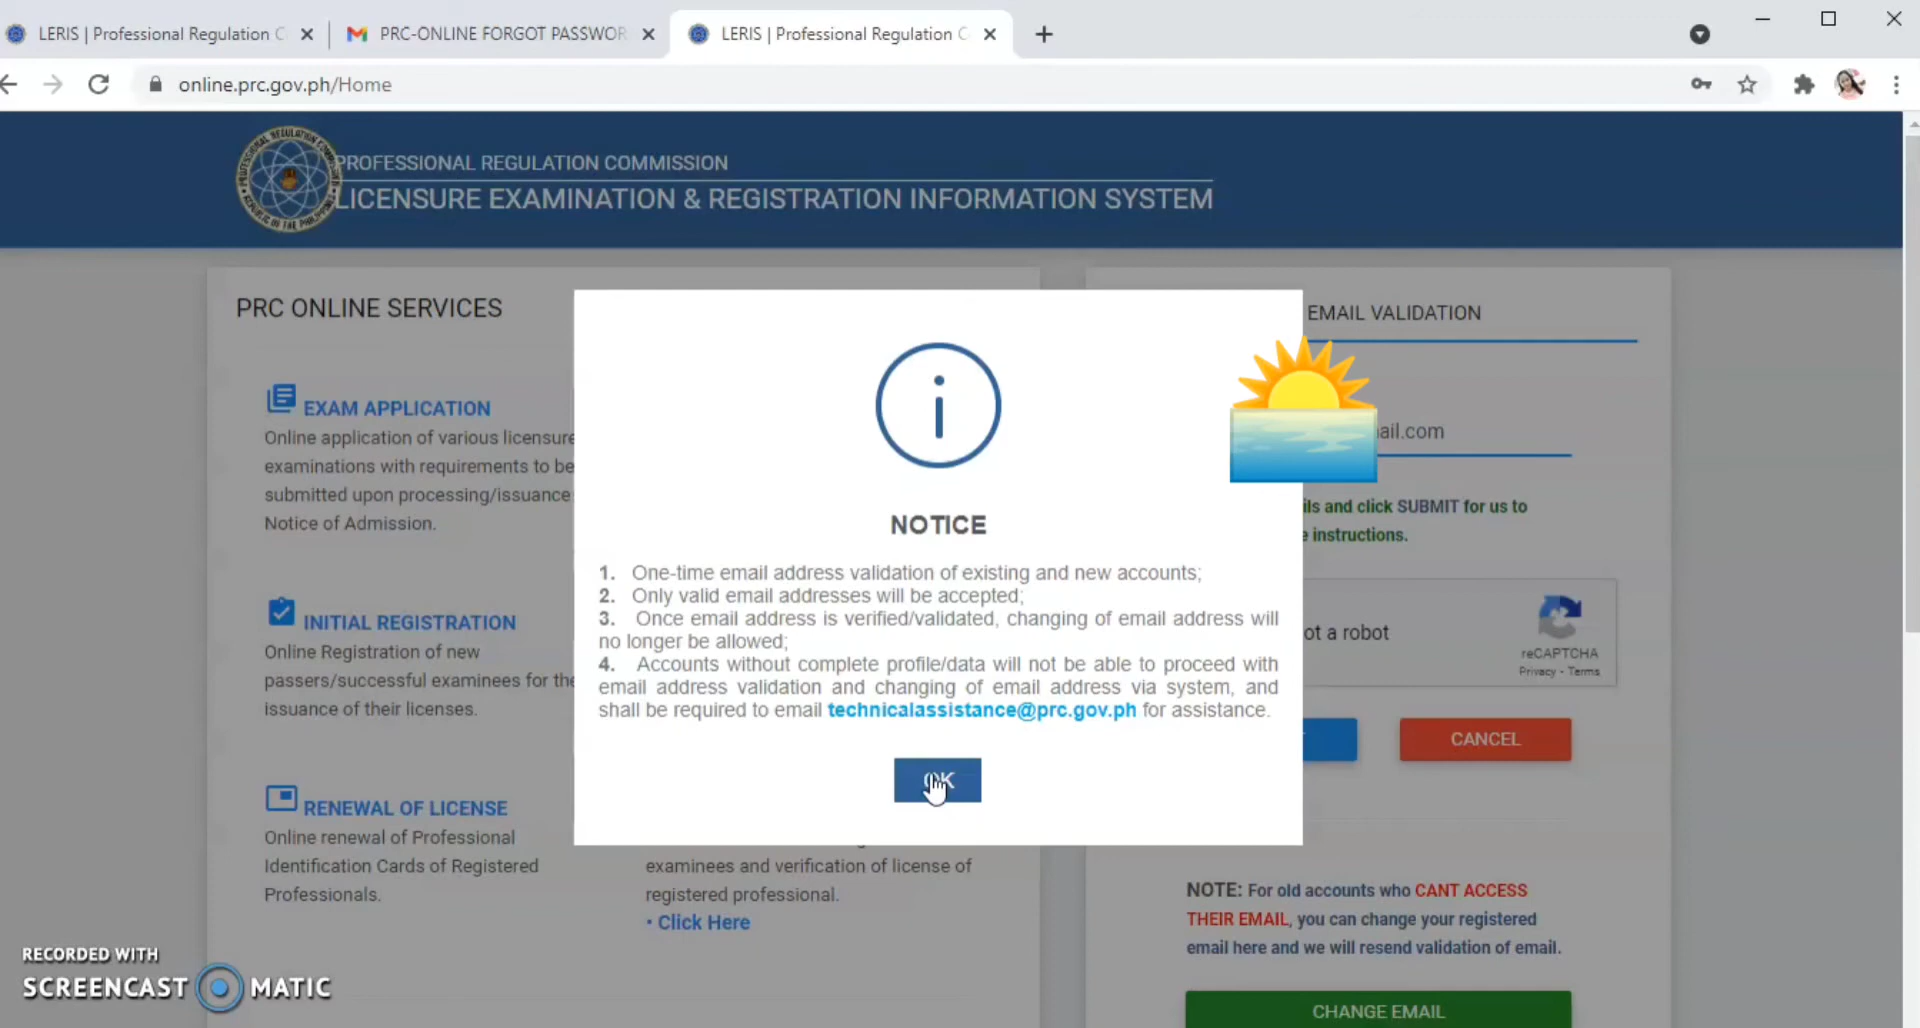 LERIS | Professional Regulation C
PRC-ONLINE FORGOT PASSWOR
LERIS | Professional Regulation C
online.prc.gov.ph/Home
PROFESSIONAL REGULATION COMMISSION
LICENSURE EXAMINATION & REGISTRATION INFORMATION SYSTEM
PRC ONLINE SERVICES
EXAM APPLICATION
Online application of various licensure
examinations with requirements to be
submitted upon processing/issuance
Notice of Admission.
INITIAL REGISTRATION
Online Registration of new
passers/successful examinees for the
issuance of their licenses.
RENEWAL OF LICENSE
Online renewal of Professional
Identification Cards of Registered
Professionals.
examinees and verification of license of
registered professional.
• Click Here
NOTICE
1. One-time email address validation of existing and new accounts;
2. Only valid email addresses will be accepted;
3. Once email address is verified/validated, changing of email address will
no longer be allowed;
4. Accounts without complete profile/data will not be able to proceed with
email address validation and changing of email address via system, and
shall be required to email technicalassistance@prc.gov.ph for assistance.
OK
EMAIL VALIDATION
ail.com
ils and click SUBMIT for us to
e instructions.
ot a robot
reCAPTCHA
Privacy - Terms
CANCEL
NOTE: For old accounts who CANT ACCESS
THEIR EMAIL, you can change your registered
email here and we will resend validation of email.
CHANGE EMAIL
RECORDED WITH
SCREENCAST MATIC